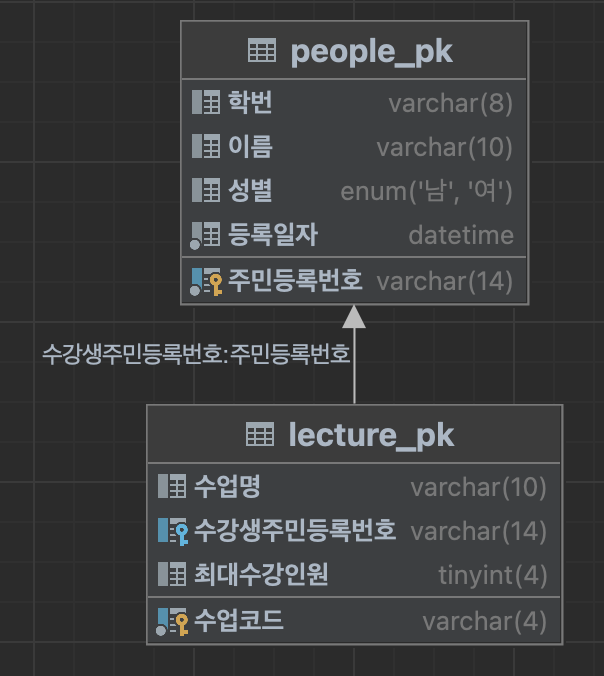 people_pk
학번 varchar(8)
이름 varchar(10)
성별 enum('남', '여')
등록일자 datetime
주민등록번호 varchar(14)
수강생주민등록번호:주민등록번호
lecture_pk
수업명 varchar(10)
수강생주민등록번호 varchar(14)
최대수강인원 tinyint(4)
수업코드 varchar(4)